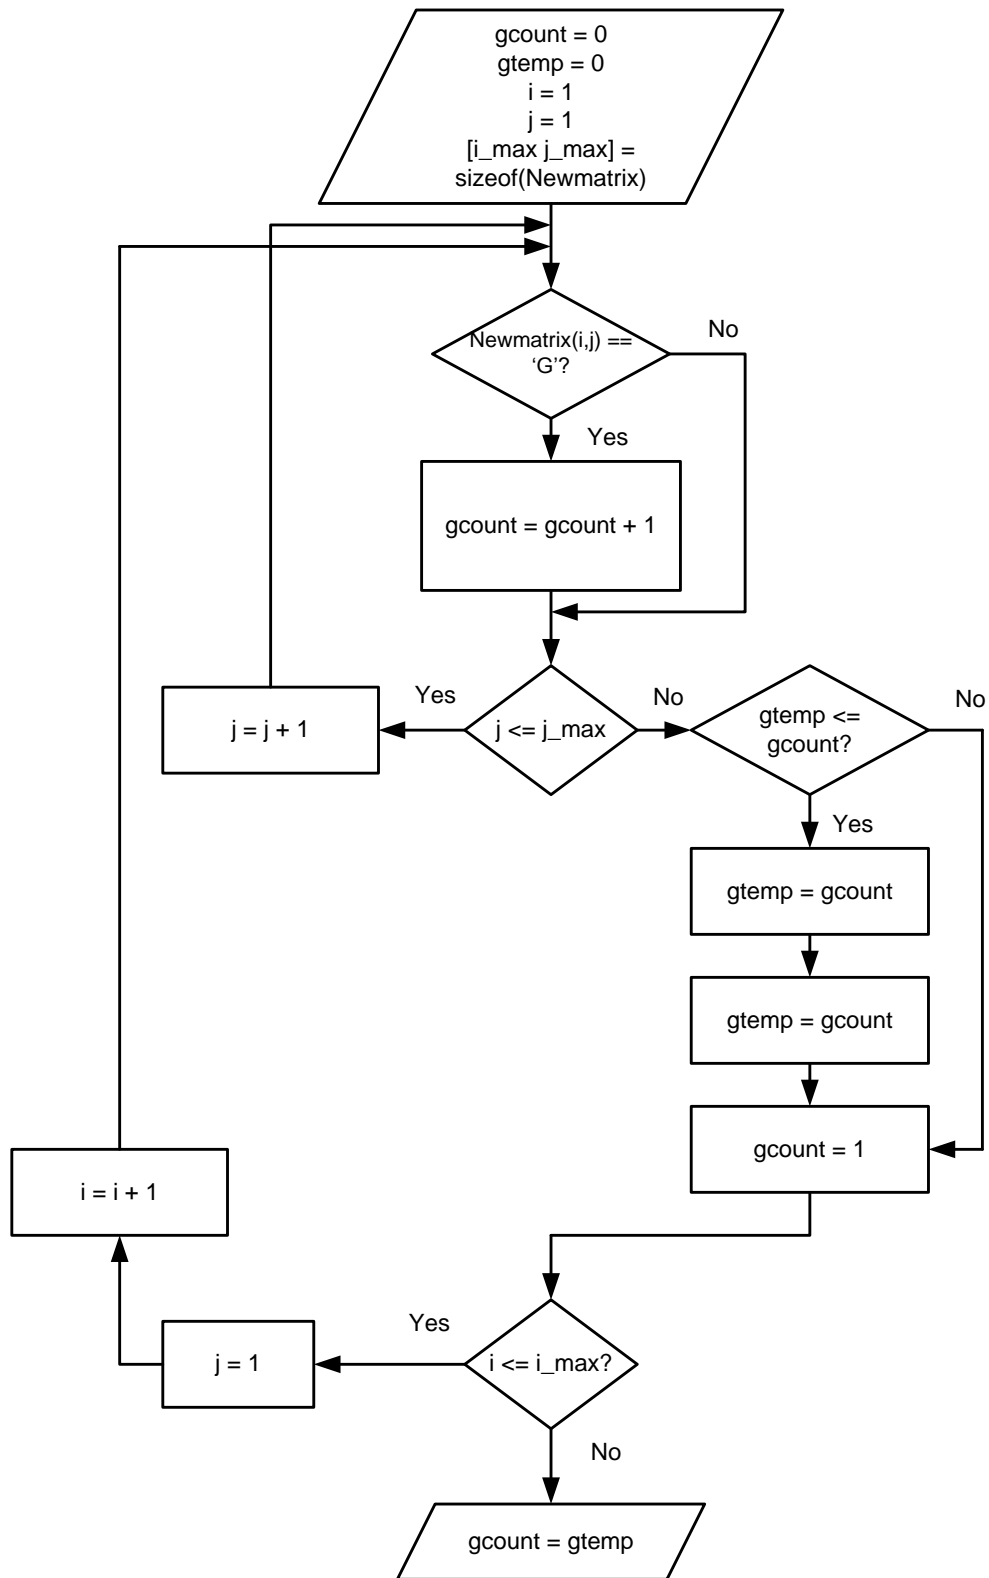 gcount = 0
gtemp = 0
i = 1
j = 1
[i_max j_max] =
sizeof(Newmatrix)
Newmatrix(i,j) ==
‘G’?
No
Yes
gcount = gcount + 1
j = j + 1
Yes
j <= j_max
No
gtemp <=
gcount?
No
Yes
gtemp = gcount
gtemp = gcount
gcount = 1
i = i + 1
j = 1
Yes
i <= i_max?
No
gcount = gtemp